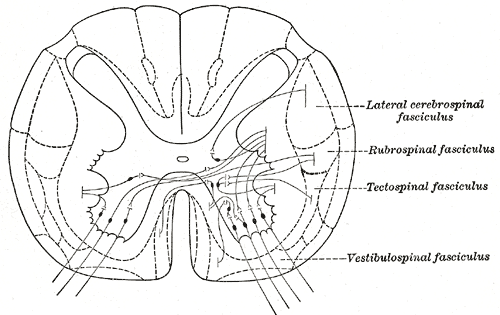 Lateral cerebrospinal
fasciculus
Rubrospinal fasciculus
Tectospinal fasciculus
Vestibulospinal fasciculus